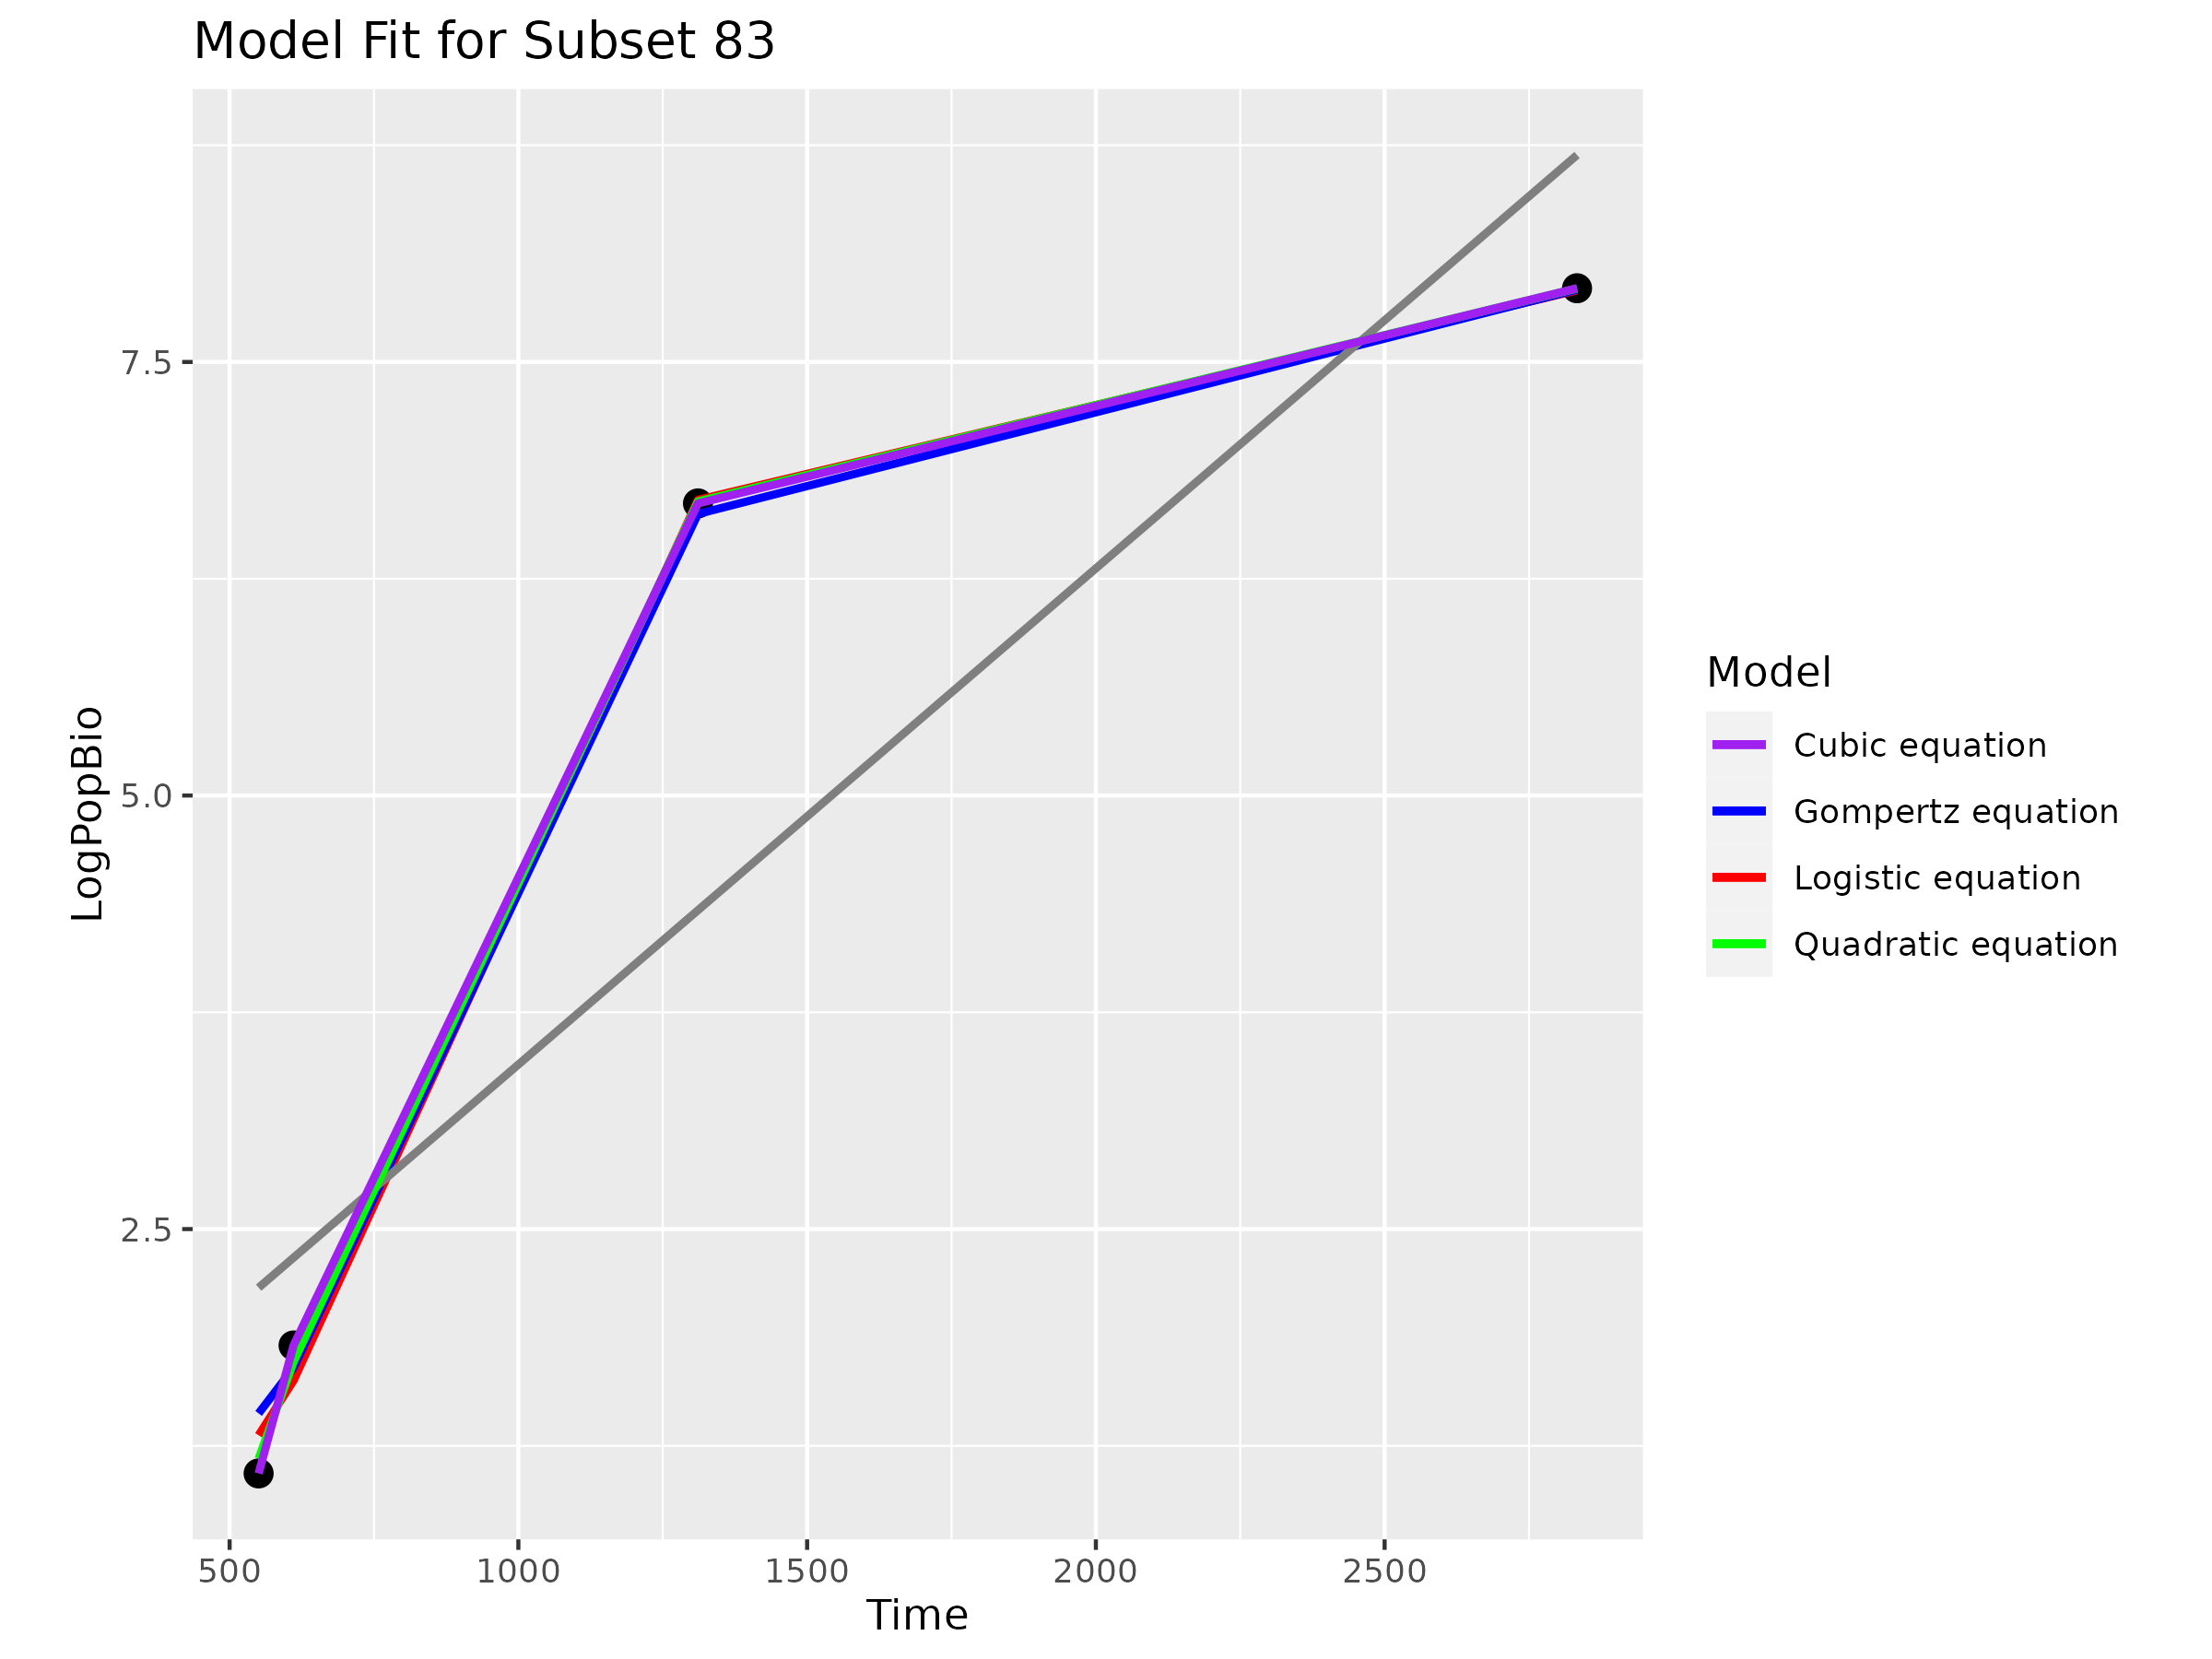 Model Fit for Subset 83
7.5
5.0
2.5
LogPopBio
500 1000 1500 2000 2500
Time
Model
Cubic equation
Gompertz equation
Logistic equation
Quadratic equation